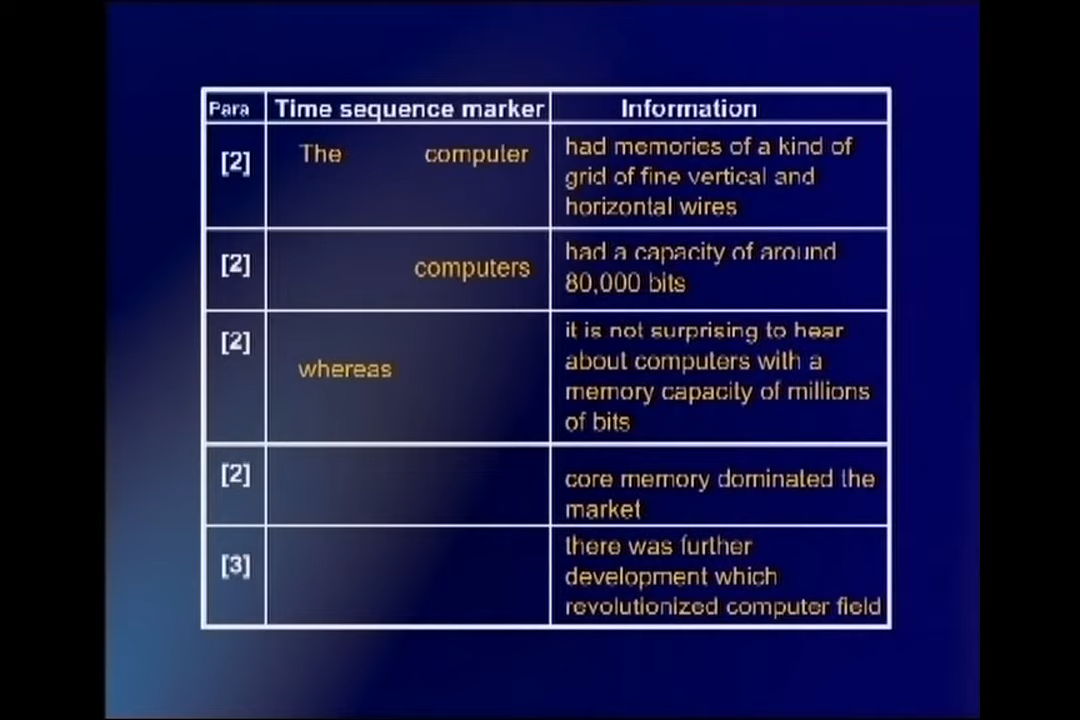 Para Time sequence marker Information
[2] The computer had memories of a kind of
grid of fine vertical and
horizontal wires
[2] computers had a capacity of around
80,000 bits
[2] whereas it is not surprising to hear
about computers with a
memory capacity of millions
of bits
[2] core memory dominated the
market
[3] there was further
development which
revolutionized computer field